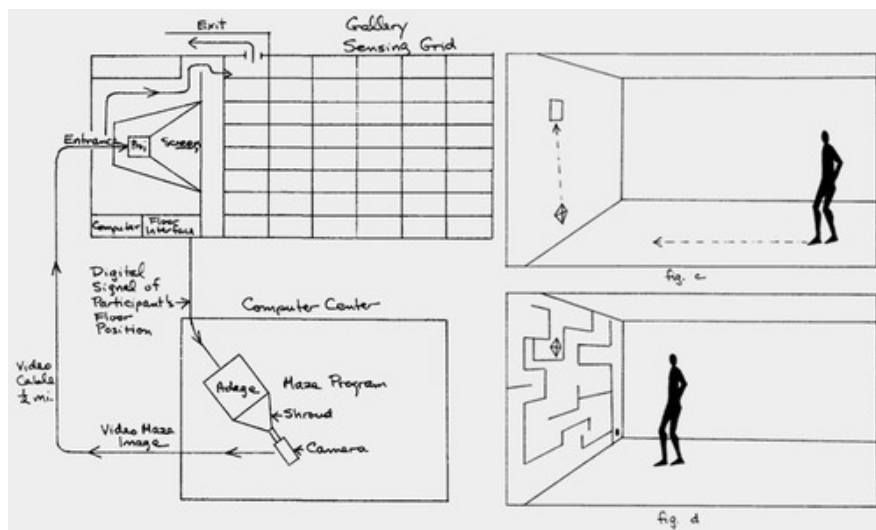 Exit
Gallery
Sensing Grid
Entrance
Proj
Screen
Computer
Floor
Interface
Digital
Signal of
Participant's
Floor
Position
Computer Center
Video
Cable
½ mi.
Adage
Maze Program
Shroud
Video Maze
Image
Camera
fig. c
fig. d